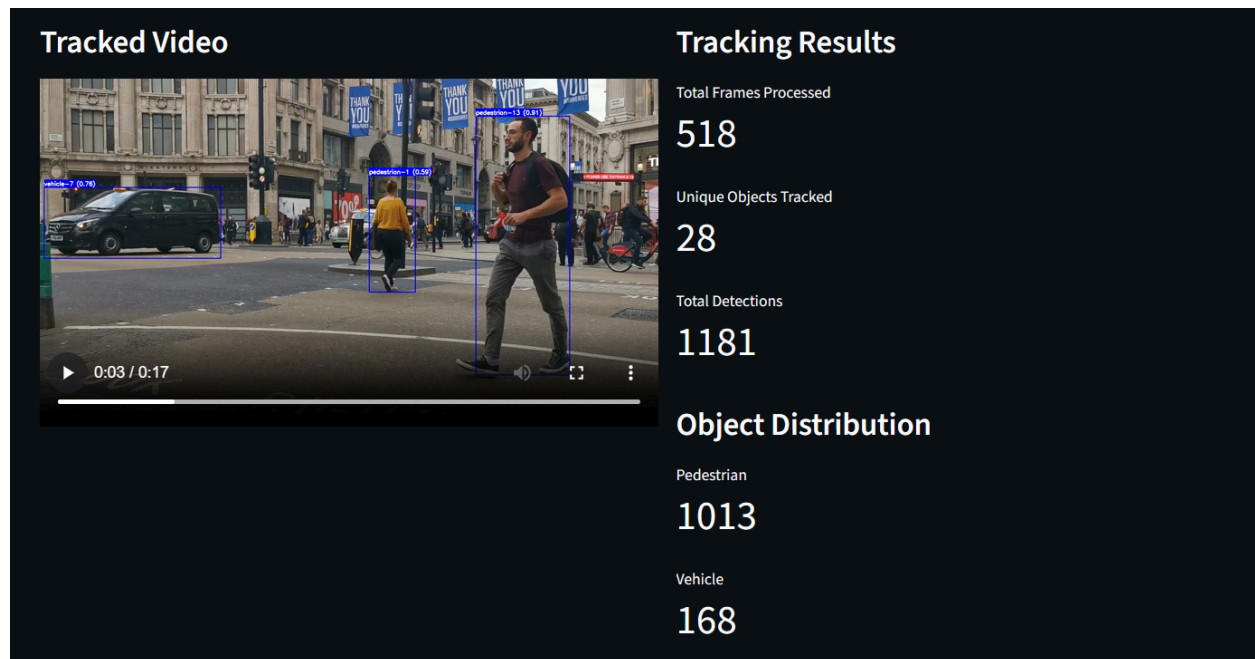 Tracked Video
THANK
YOU
TH
YO
THANK
YOU
THANK
YOU
YOU
pedestrian-13 (0.91)
pedestrian-1 (0.59)
vehicle-7 (0.76)
0:03 / 0:17
Tracking Results
Total Frames Processed
518
Unique Objects Tracked
28
Total Detections
1181
Object Distribution
Pedestrian
1013
Vehicle
168